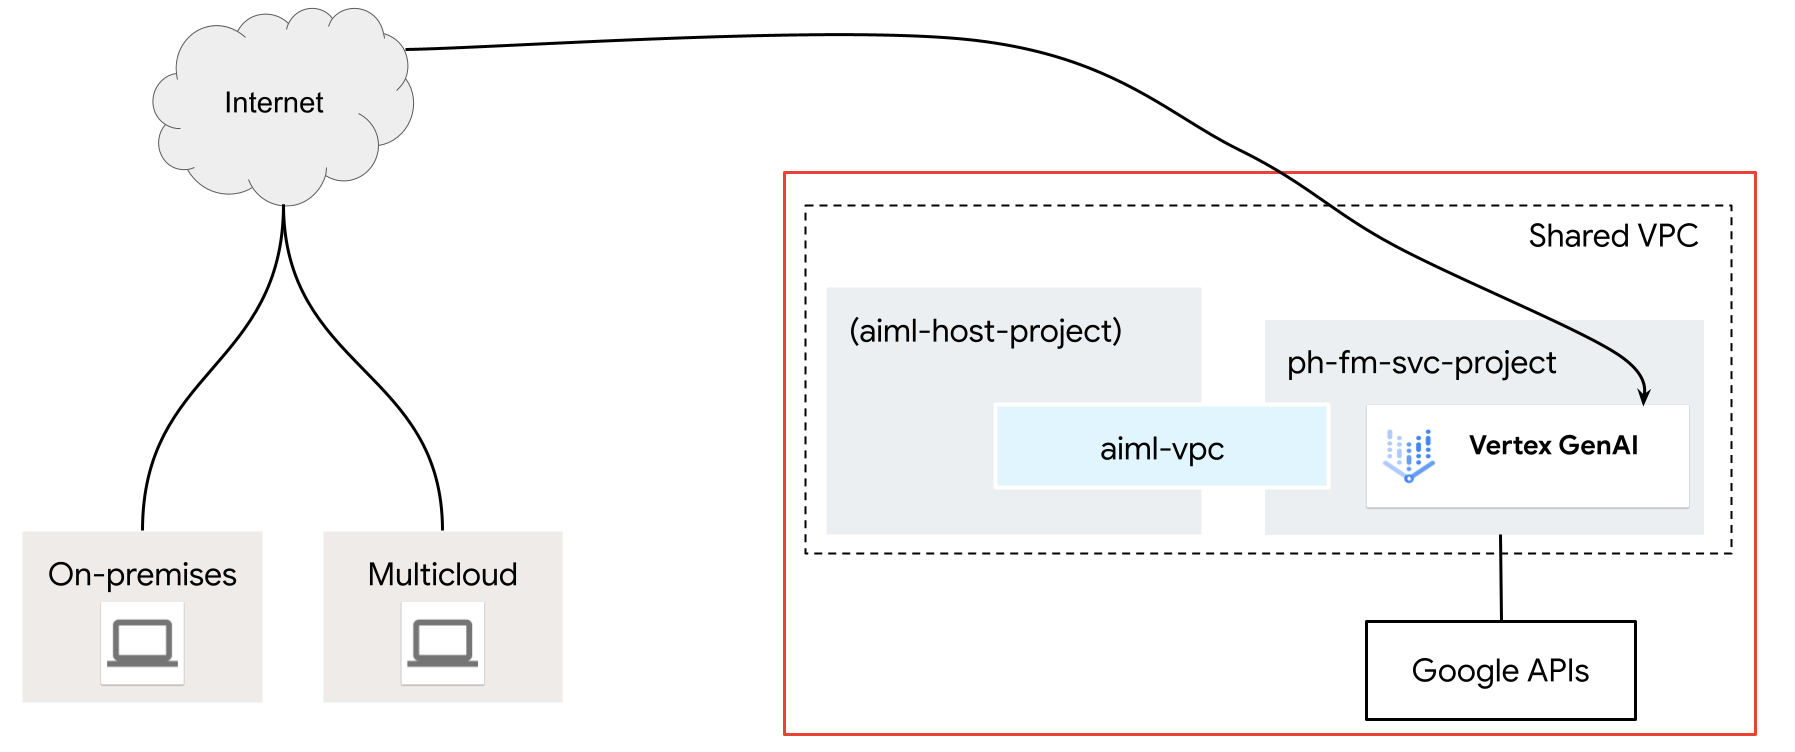 Internet
Shared VPC
(aiml-host-project)
ph-fm-svc-project
aiml-vpc
Vertex GenAI
On-premises
Multicloud
Google APIs